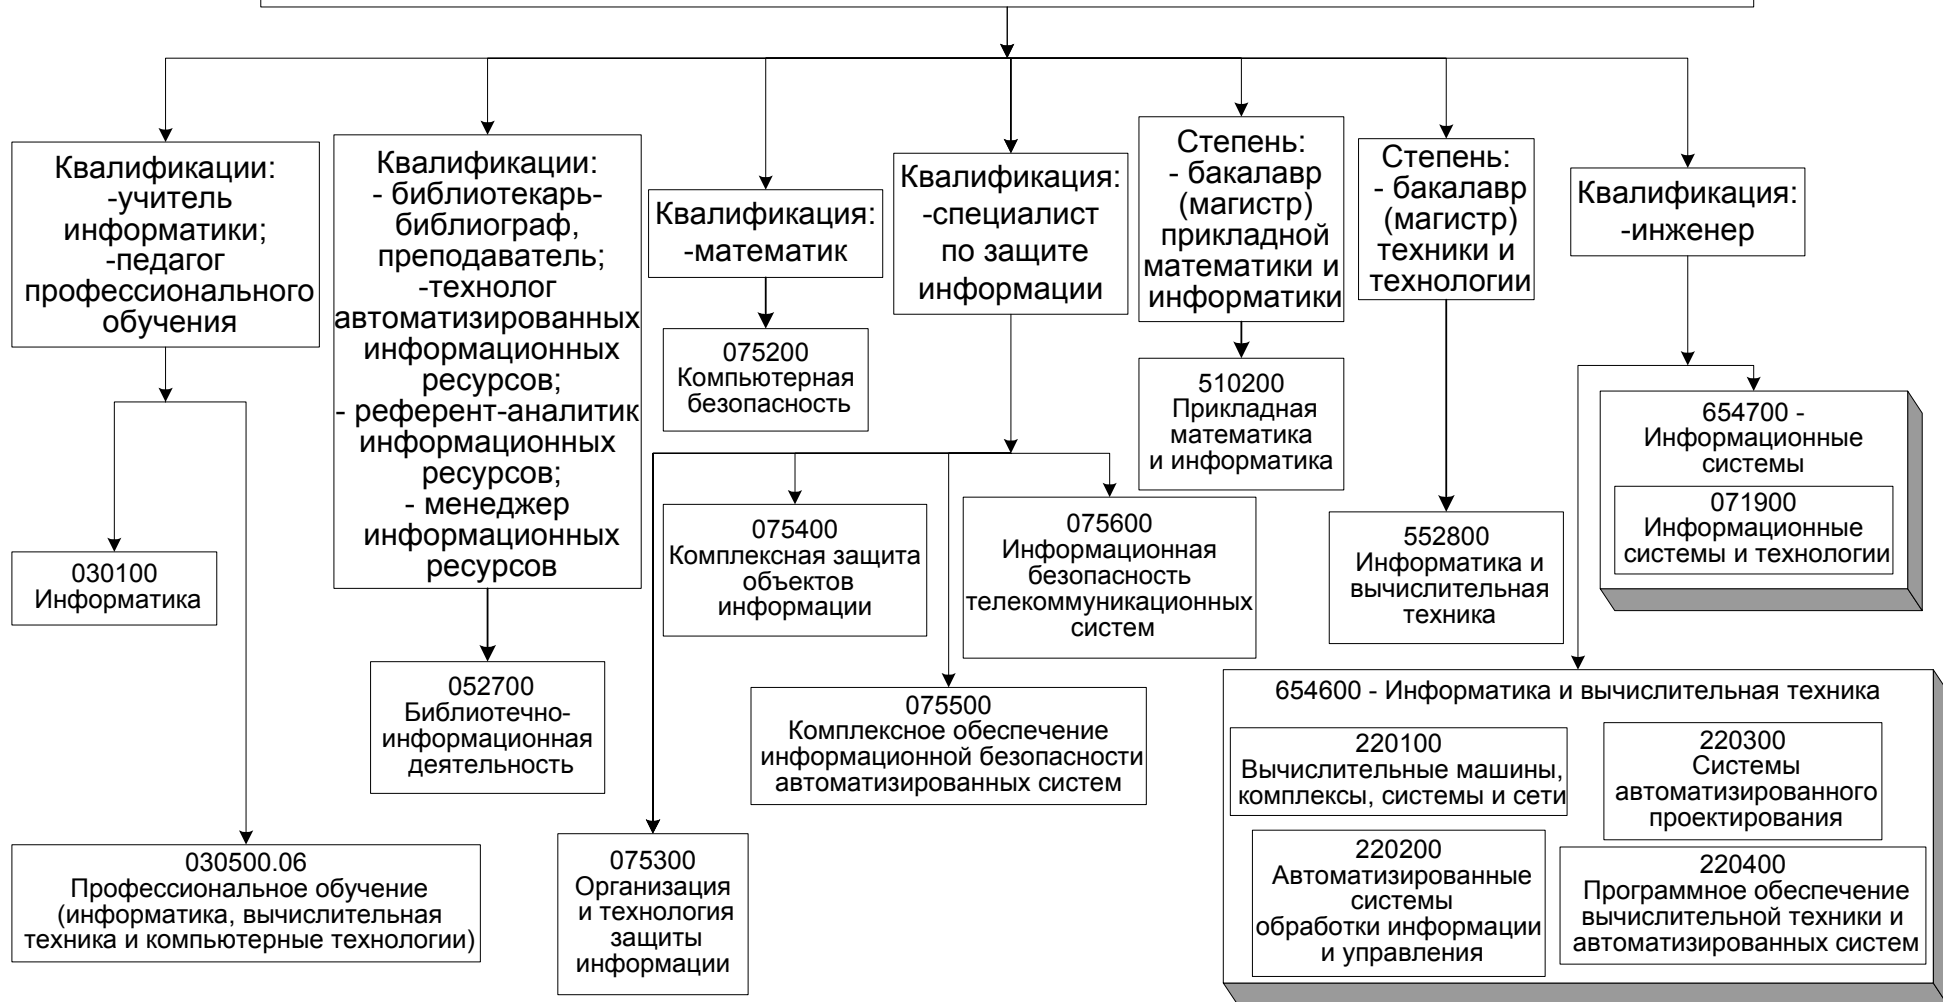 Квалификации:
-учитель
информатики;
-педагог
профессионального
обучения
Квалификации:
- библиотекарь-
библиограф,
преподаватель;
-технолог
автоматизированных
информационных
ресурсов;
- референт-аналитик
информационных
ресурсов;
- менеджер
информационных
ресурсов
Квалификация:
-математик
Квалификация:
-специалист
по защите
информации
Степень:
- бакалавр
(магистр)
прикладной
математики и
информатики
Степень:
- бакалавр
(магистр)
техники и
технологии
Квалификация:
-инженер
075200
Компьютерная
безопасность
510200
Прикладная
математика
и информатика
654700 -
Информационные
системы
071900
Информационные
системы и технологии
030100
Информатика
075400
Комплексная защита
объектов
информации
075600
Информационная
безопасность
телекоммуникационных
систем
552800
Информатика и
вычислительная
техника
052700
Библиотечно-
информационная
деятельность
075500
Комплексное обеспечение
информационной безопасности
автоматизированных систем
654600 - Информатика и вычислительная техника
220100
Вычислительные машины,
комплексы, системы и сети
220300
Системы
автоматизированного
проектирования
030500.06
Профессиональное обучение
(информатика, вычислительная
техника и компьютерные технологии)
075300
Организация
и технология
защиты
информации
220200
Автоматизированные
системы
обработки информации
и управления
220400
Программное обеспечение
вычислительной техники и
автоматизированных систем